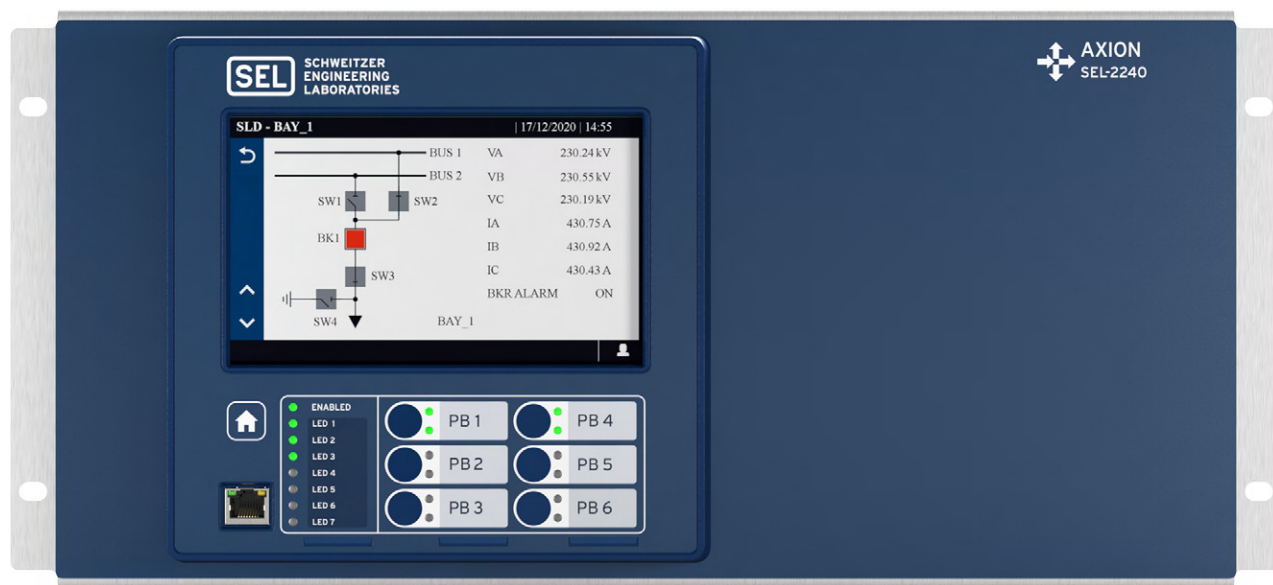 SEL SCHWEITZER
ENGINEERING
LABORATORIES
AXION
SEL-2240
SLD - BAY_1 | 17/12/2020 | 14:55
BUS 1 VA 230.24 kV
BUS 2 VB 230.55 kV
SW1 SW2 VC 230.19 kV
IA 430.75 A
BK1 IB 430.92 A
SW3 IC 430.43 A
BKR ALARM ON
SW4 BAY_1
ENABLED
LED 1
LED 2
LED 3
LED 4
LED 5
LED 6
LED 7
PB 1 PB 4
PB 2 PB 5
PB 3 PB 6